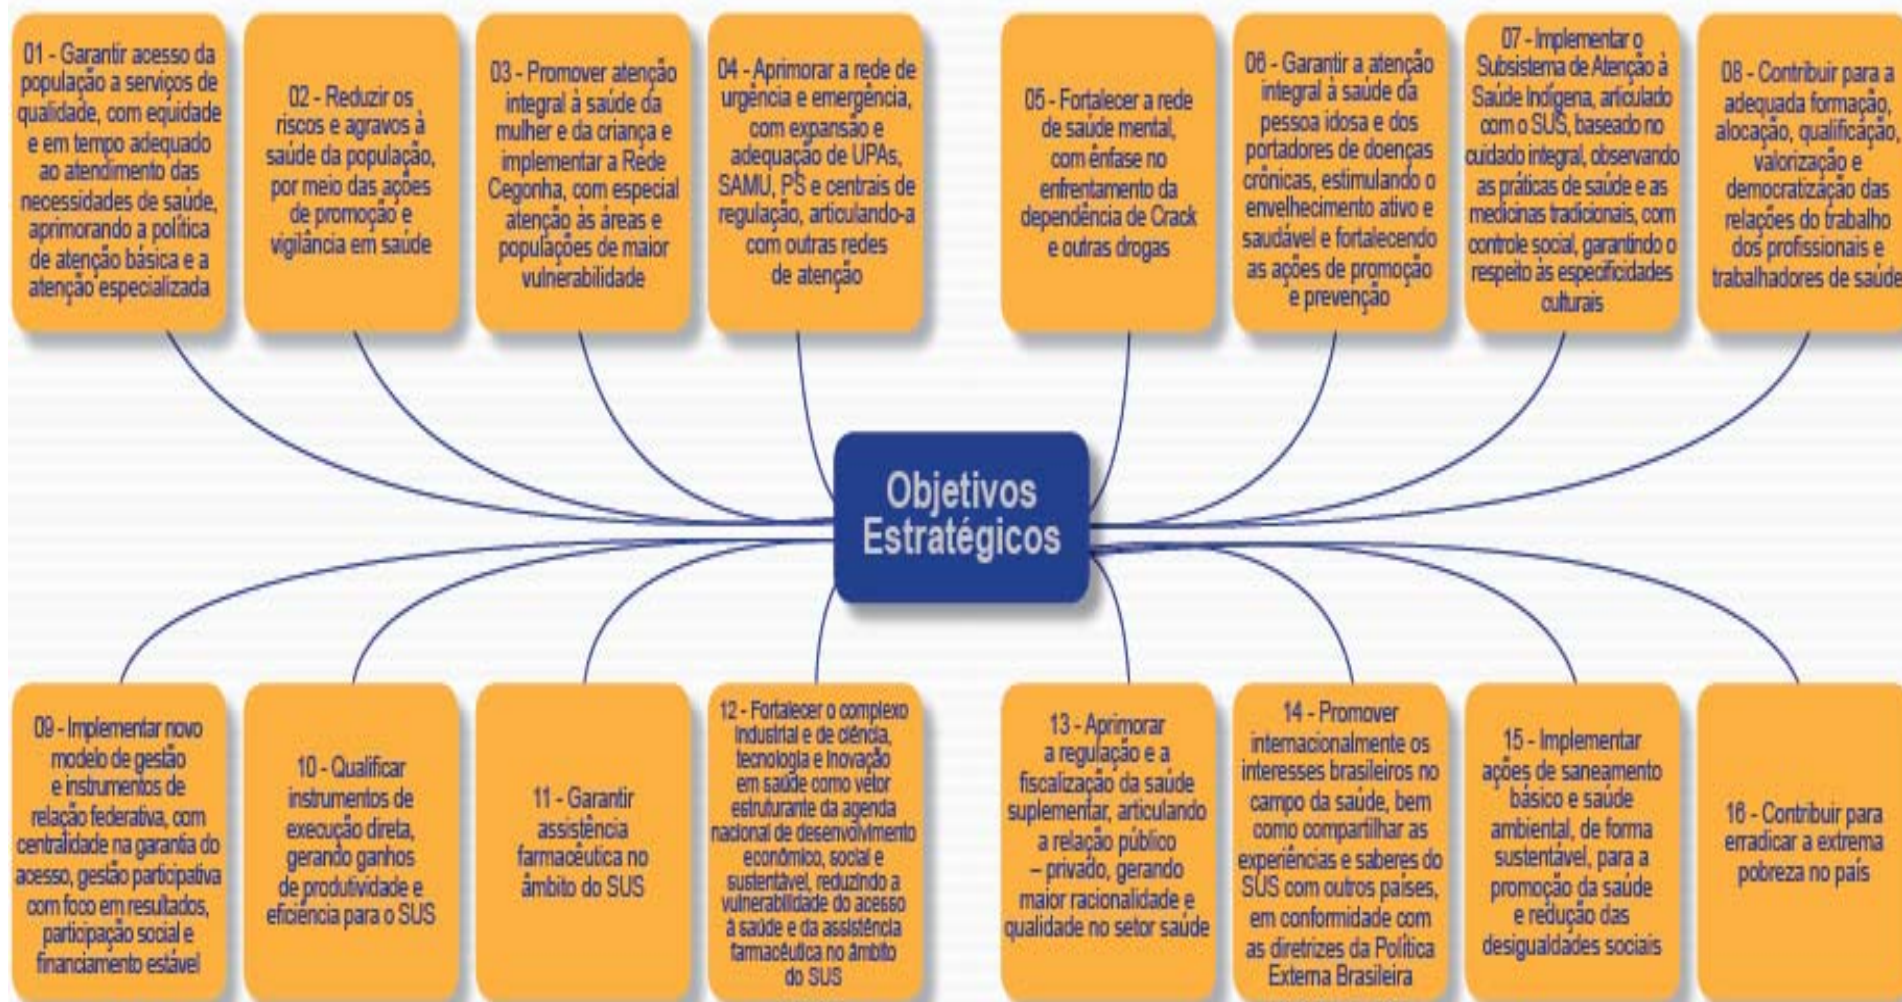 01 - Garantir acesso da
população a serviços de
qualidade, com equidade
e em tempo adequado
ao atendimento das
necessidades de saúde,
aprimorando a política
de atenção básica e a
atenção especializada
02 - Reduzir os
riscos e agravos à
saúde da população,
por meio das ações
de promoção e
vigilância em saúde
03 - Promover atenção
integral à saúde da
mulher e da criança e
implementar a Rede
Cegonha, com especial
atenção às áreas e
populações de maior
vulnerabilidade
04 - Aprimorar a rede de
urgência e emergência,
com expansão e
adequação de UPAs,
SAMU, PS e centrais de
regulação, articulando-a
com outras redes
de atenção
05 - Fortalecer a rede
de saúde mental,
com ênfase no
enfrentamento da
dependência de Crack
e outras drogas
06 - Garantir a atenção
integral à saúde da
pessoa idosa e dos
portadores de doenças
crônicas, estimulando o
envelhecimento ativo e
saudável e fortalecendo
as ações de promoção
e prevenção
07 - Implementar o
Subsistema de Atenção à
Saúde Indígena, articulado
com o SUS, baseado no
cuidado integral, observando
as práticas de saúde e as
medicinas tradicionais, com
controle social, garantindo o
respeito às especificidades
culturais
08 - Contribuir para a
adequada formação,
alocação, qualificação,
valorização e
democratização das
relações do trabalho
dos profissionais e
trabalhadores de saúde
Objetivos
Estratégicos
09 - Implementar novo
modelo de gestão
e instrumentos de
relação federativa, com
centralidade na garantia do
acesso, gestão participativa
com foco em resultados,
participação social e
financiamento estável
10 - Qualificar
instrumentos de
execução direta,
gerando ganhos
de produtividade e
eficiência para o SUS
11 - Garantir
assistência
farmacêutica no
âmbito do SUS
12 - Fortalecer o complexo
industrial e de ciência,
tecnologia e inovação
em saúde como vetor
estruturante da agenda
nacional de desenvolvimento
econômico, social e
sustentável, reduzindo a
vulnerabilidade do acesso
à saúde e da assistência
farmacêutica no âmbito
do SUS
13 - Aprimorar
a regulação e a
fiscalização da saúde
suplementar, articulando
a relação público
– privado, gerando
maior racionalidade e
qualidade no setor saúde
14 - Promover
internacionalmente os
interesses brasileiros no
campo da saúde, bem
como compartilhar as
experiências e saberes do
SUS com outros países,
em conformidade com
as diretrizes da Política
Externa Brasileira
15 - Implementar
ações de saneamento
básico e saúde
ambiental, de forma
sustentável, para a
promoção da saúde
e redução das
desigualdades sociais
16 - Contribuir para
erradicar a extrema
pobreza no país